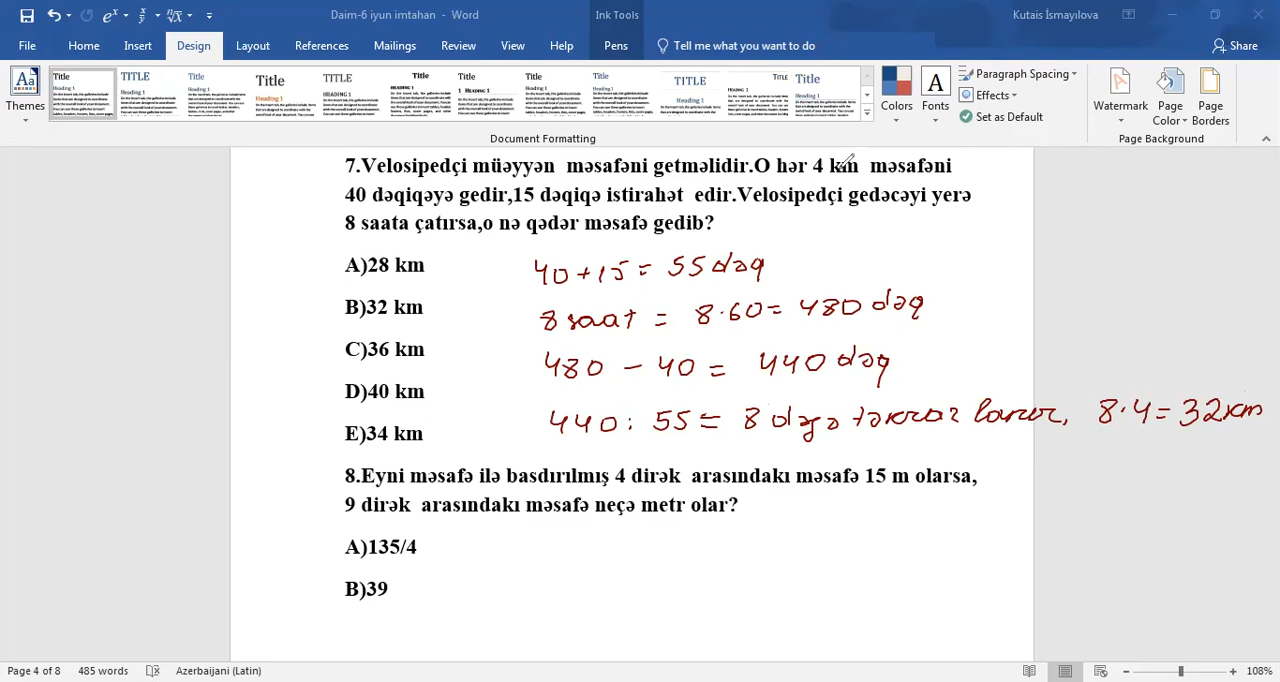 Daim-6 iyun imtahan - Word
Ink Tools
Kutais İsmayılova
File Home Insert Design Layout References Mailings Review View Help Pens Tell me what you want to do Share
Themes
Colors
Fonts
Paragraph Spacing
Effects
Set as Default
Watermark
Page Color
Page Borders
Document Formatting
Page Background
7.Velosipedçi müəyyən məsafəni getməlidir.O hər 4 km məsafəni
40 dəqiqəyə gedir,15 dəqiqə istirahət edir.Velosipedçi gedəcəyi yerə
8 saata çatırsa,o nə qədər məsafə gedib?
A)28 km
40+15= 55 dəq
B)32 km
8 saat = 8·60= 480 dəq
C)36 km
480 - 40 = 440 dəq
D)40 km
440 : 55 = 8 dəfə təkrarlanır, 8·4=32km
E)34 km
8.Eyni məsafə ilə basdırılmış 4 dirək arasındakı məsafə 15 m olarsa,
9 dirək arasındakı məsafə neçə metr olar?
A)135/4
B)39
Page 4 of 8 485 words Azerbaijani (Latin) 108%